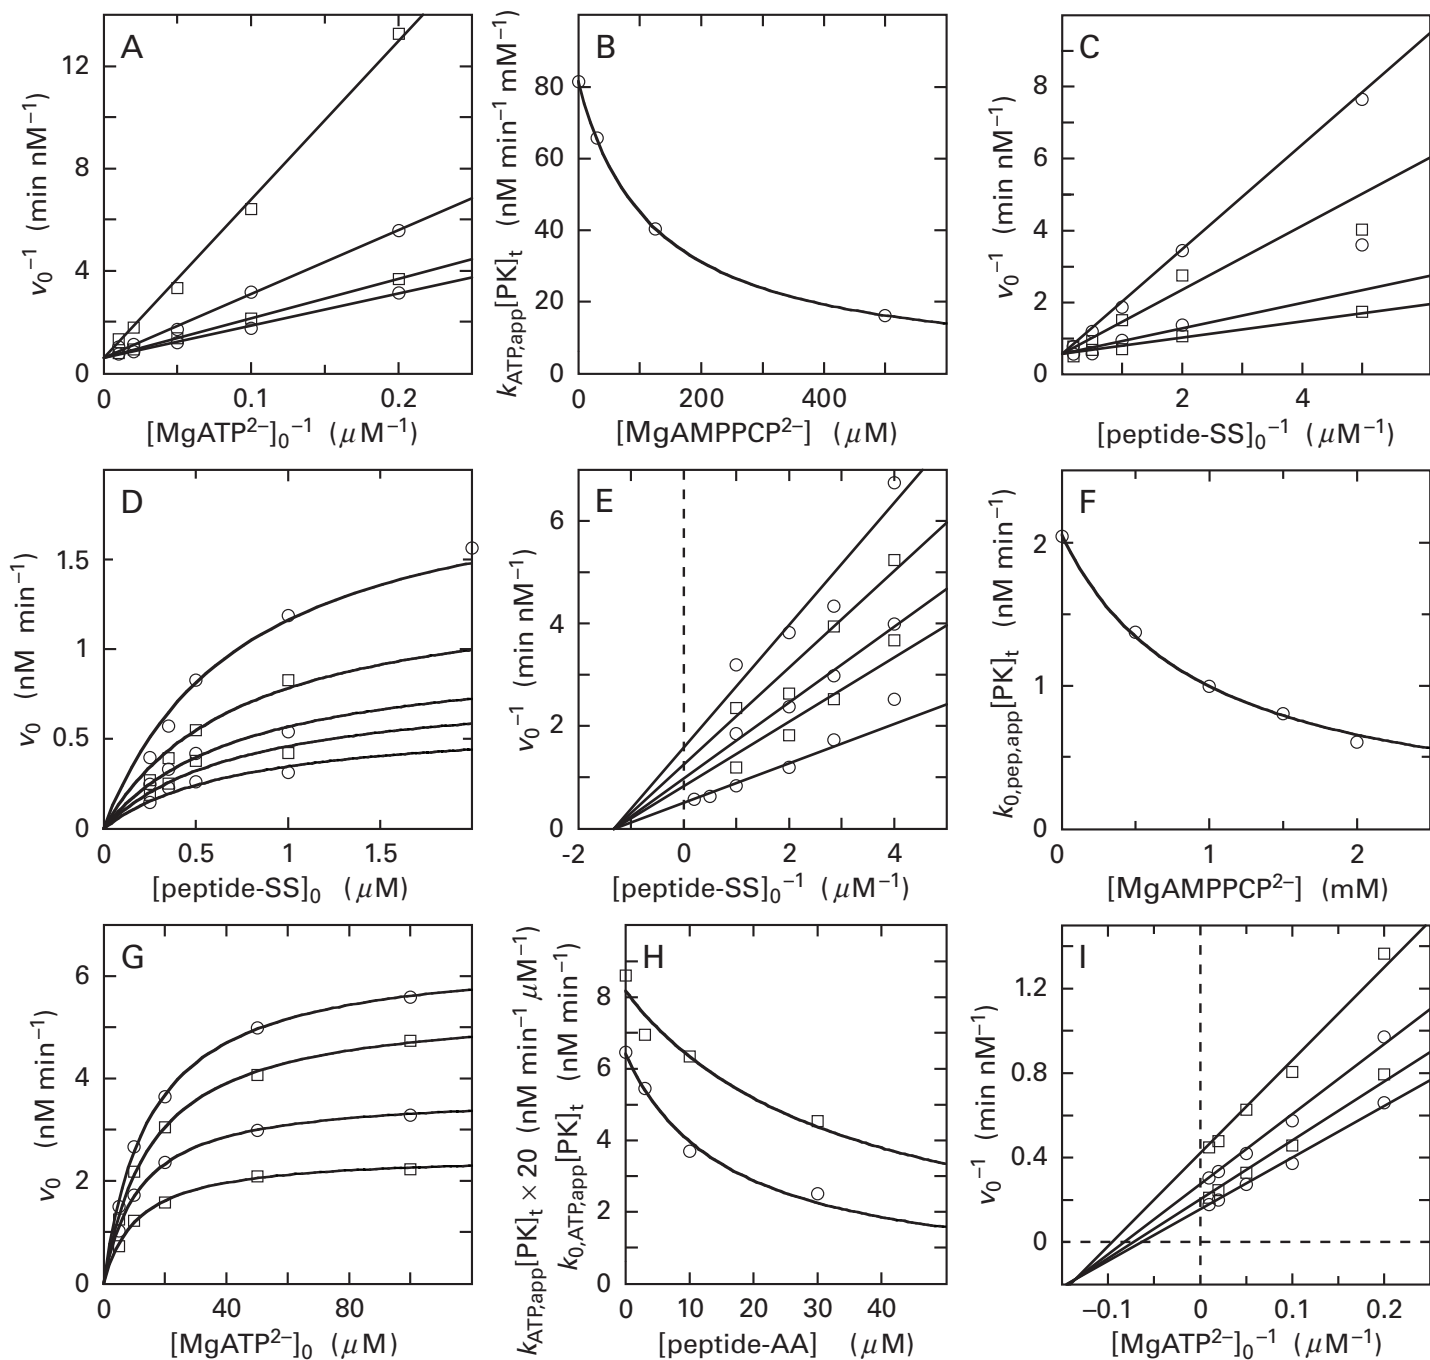 A
12
8
4
0
0
0.1
0.2
v₀⁻¹ (min nM⁻¹)
[MgATP²⁻]₀⁻¹ (μM⁻¹)
B
80
60
40
20
0
0
200
400
k_ATP,app[PK]_t (nM min⁻¹ mM⁻¹)
[MgAMPPCP²⁻] (μM)
C
8
6
4
2
0
2
4
v₀⁻¹ (min nM⁻¹)
[peptide-SS]₀⁻¹ (μM⁻¹)
D
1.5
1
0.5
0
0
0.5
1
1.5
v₀ (nM min⁻¹)
[peptide-SS]₀ (μM)
E
6
4
2
0
-2
0
2
4
v₀⁻¹ (min nM⁻¹)
[peptide-SS]₀⁻¹ (μM⁻¹)
F
2
1
0
0
1
2
k_0,pep,app[PK]_t (nM min⁻¹)
[MgAMPPCP²⁻] (mM)
G
6
4
2
0
0
40
80
v₀ (nM min⁻¹)
[MgATP²⁻]₀ (μM)
H
8
6
4
2
0
0
10
20
30
40
k_ATP,app[PK]_t × 20 (nM min⁻¹ μM⁻¹)
k_0,ATP,app[PK]_t (nM min⁻¹)
[peptide-AA] (μM)
I
1.2
0.8
0.4
0
−0.1
0
0.1
0.2
v₀⁻¹ (min nM⁻¹)
[MgATP²⁻]₀⁻¹ (μM⁻¹)